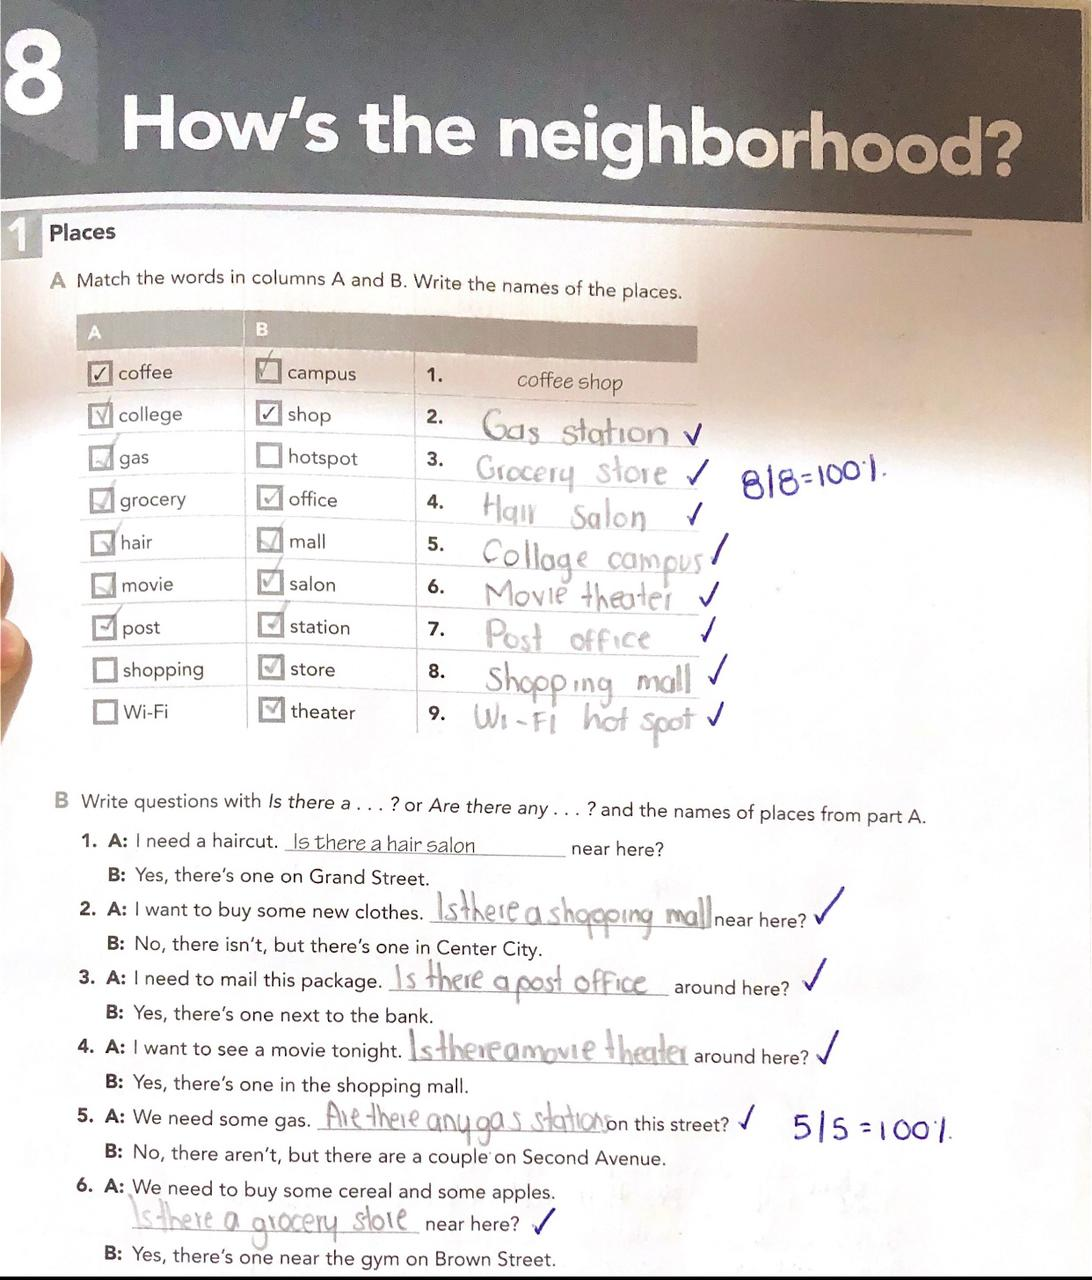 8
How's the neighborhood?
1 Places
A Match the words in columns A and B. Write the names of the places.
A B
✓ coffee ✓ campus 1. coffee shop
✓ college ✓ shop 2. Gas station ✓
✓ gas hotspot 3. Grocery store ✓ 8/8=100%.
✓ grocery ✓ office 4. Hair Salon ✓
✓ hair ✓ mall 5. Collage campus ✓
✓ movie ✓ salon 6. Movie theater ✓
✓ post ✓ station 7. Post office ✓
shopping ✓ store 8. Shopping mall ✓
Wi-Fi ✓ theater 9. Wi-Fi hot spot ✓
B Write questions with Is there a . . . ? or Are there any . . . ? and the names of places from part A.
1. A: I need a haircut. Is there a hair salon near here?
B: Yes, there's one on Grand Street.
2. A: I want to buy some new clothes. Is there a shopping mall near here? ✓
B: No, there isn't, but there's one in Center City.
3. A: I need to mail this package. Is there a post office around here? ✓
B: Yes, there's one next to the bank.
4. A: I want to see a movie tonight. Is there a movie theater around here? ✓
B: Yes, there's one in the shopping mall.
5. A: We need some gas. Are there any gas stations on this street? ✓ 5/5=100%.
B: No, there aren't, but there are a couple on Second Avenue.
6. A: We need to buy some cereal and some apples.
Is there a grocery store near here? ✓
B: Yes, there's one near the gym on Brown Street.